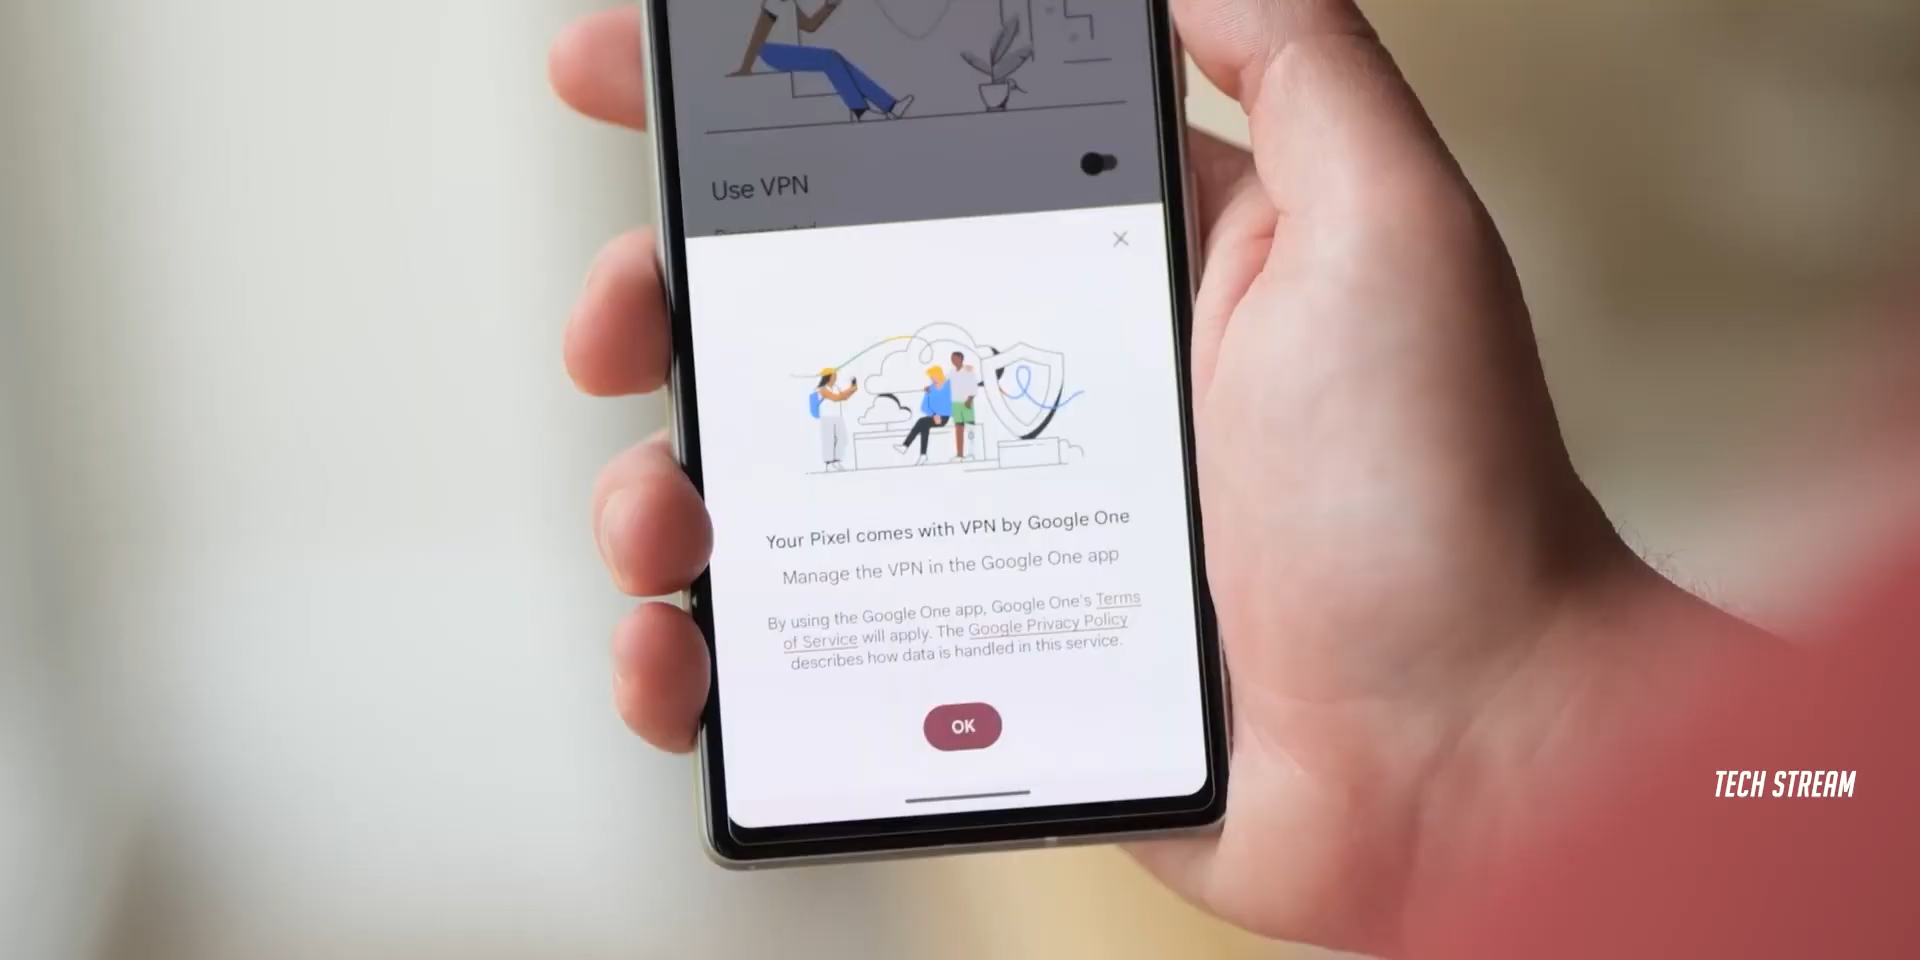 Use VPN
Your Pixel comes with VPN by Google One
Manage the VPN in the Google One app
By using the Google One app, Google One's Terms
of Service will apply. The Google Privacy Policy
describes how data is handled in this service.
OK
TECH STREAM